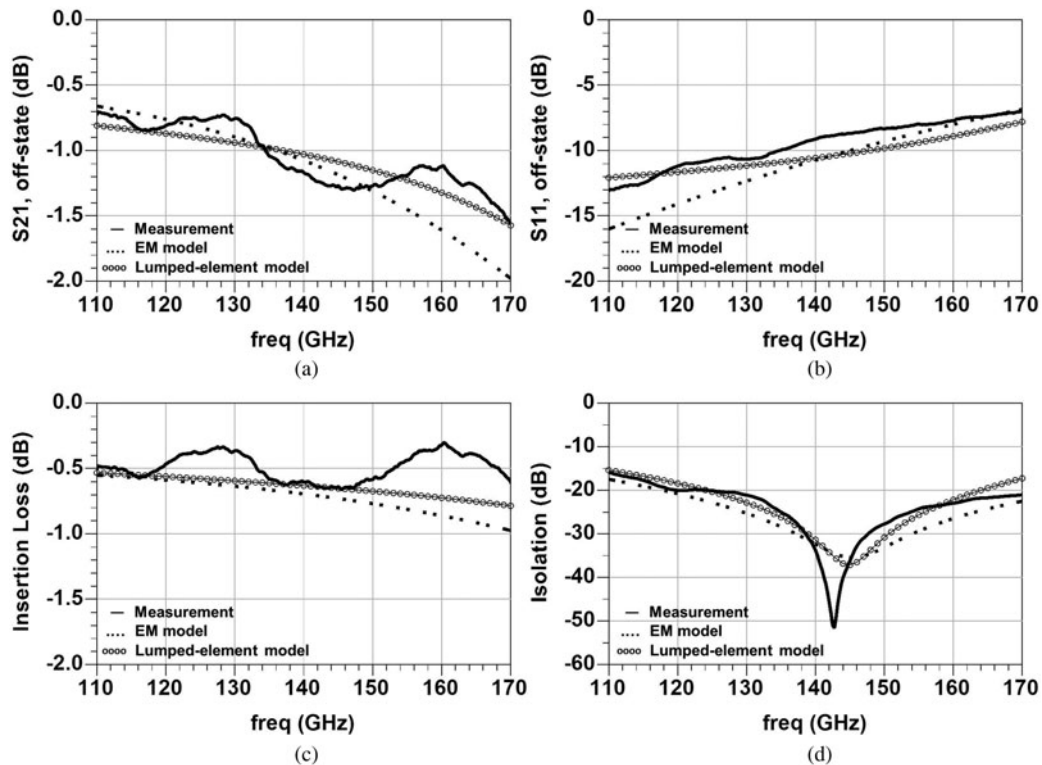 0.0
-0.5
-1.0
-1.5
-2.0
S21, off-state (dB)
— Measurement
···· EM model
Lumped-element model
110 120 130 140 150 160 170
freq (GHz)
(a)
0
-5
-10
-15
-20
S11, off-state (dB)
— Measurement
···· EM model
Lumped-element model
110 120 130 140 150 160 170
freq (GHz)
(b)
0.0
-0.5
-1.0
-1.5
-2.0
Insertion Loss (dB)
— Measurement
···· EM model
Lumped-element model
110 120 130 140 150 160 170
freq (GHz)
(c)
-10
-20
-30
-40
-50
-60
Isolation (dB)
— Measurement
···· EM model
Lumped-element model
110 120 130 140 150 160 170
freq (GHz)
(d)